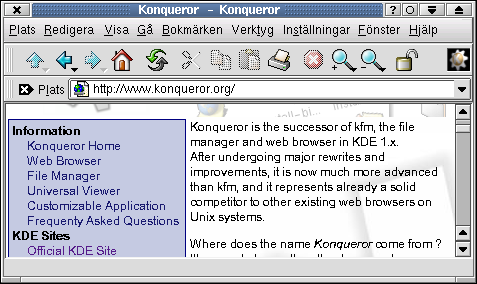 Konqueror - Konqueror
Plats Redigera Visa Gå Bokmärken Verktyg Inställningar Fönster Hjälp
Plats http://www.konqueror.org/
Information
Konqueror Home
Web Browser
File Manager
Universal Viewer
Customizable Application
Frequenty Asked Questions
KDE Sites
Official KDE Site
Konqueror is the successor of kfm, the file
manager and web browser in KDE 1.x.
After undergoing major rewrites and
improvements, it is now much more advanced
than kfm, and it represents already a solid
competitor to other existing web browsers on
Unix systems.
Where does the name Konqueror come from ?